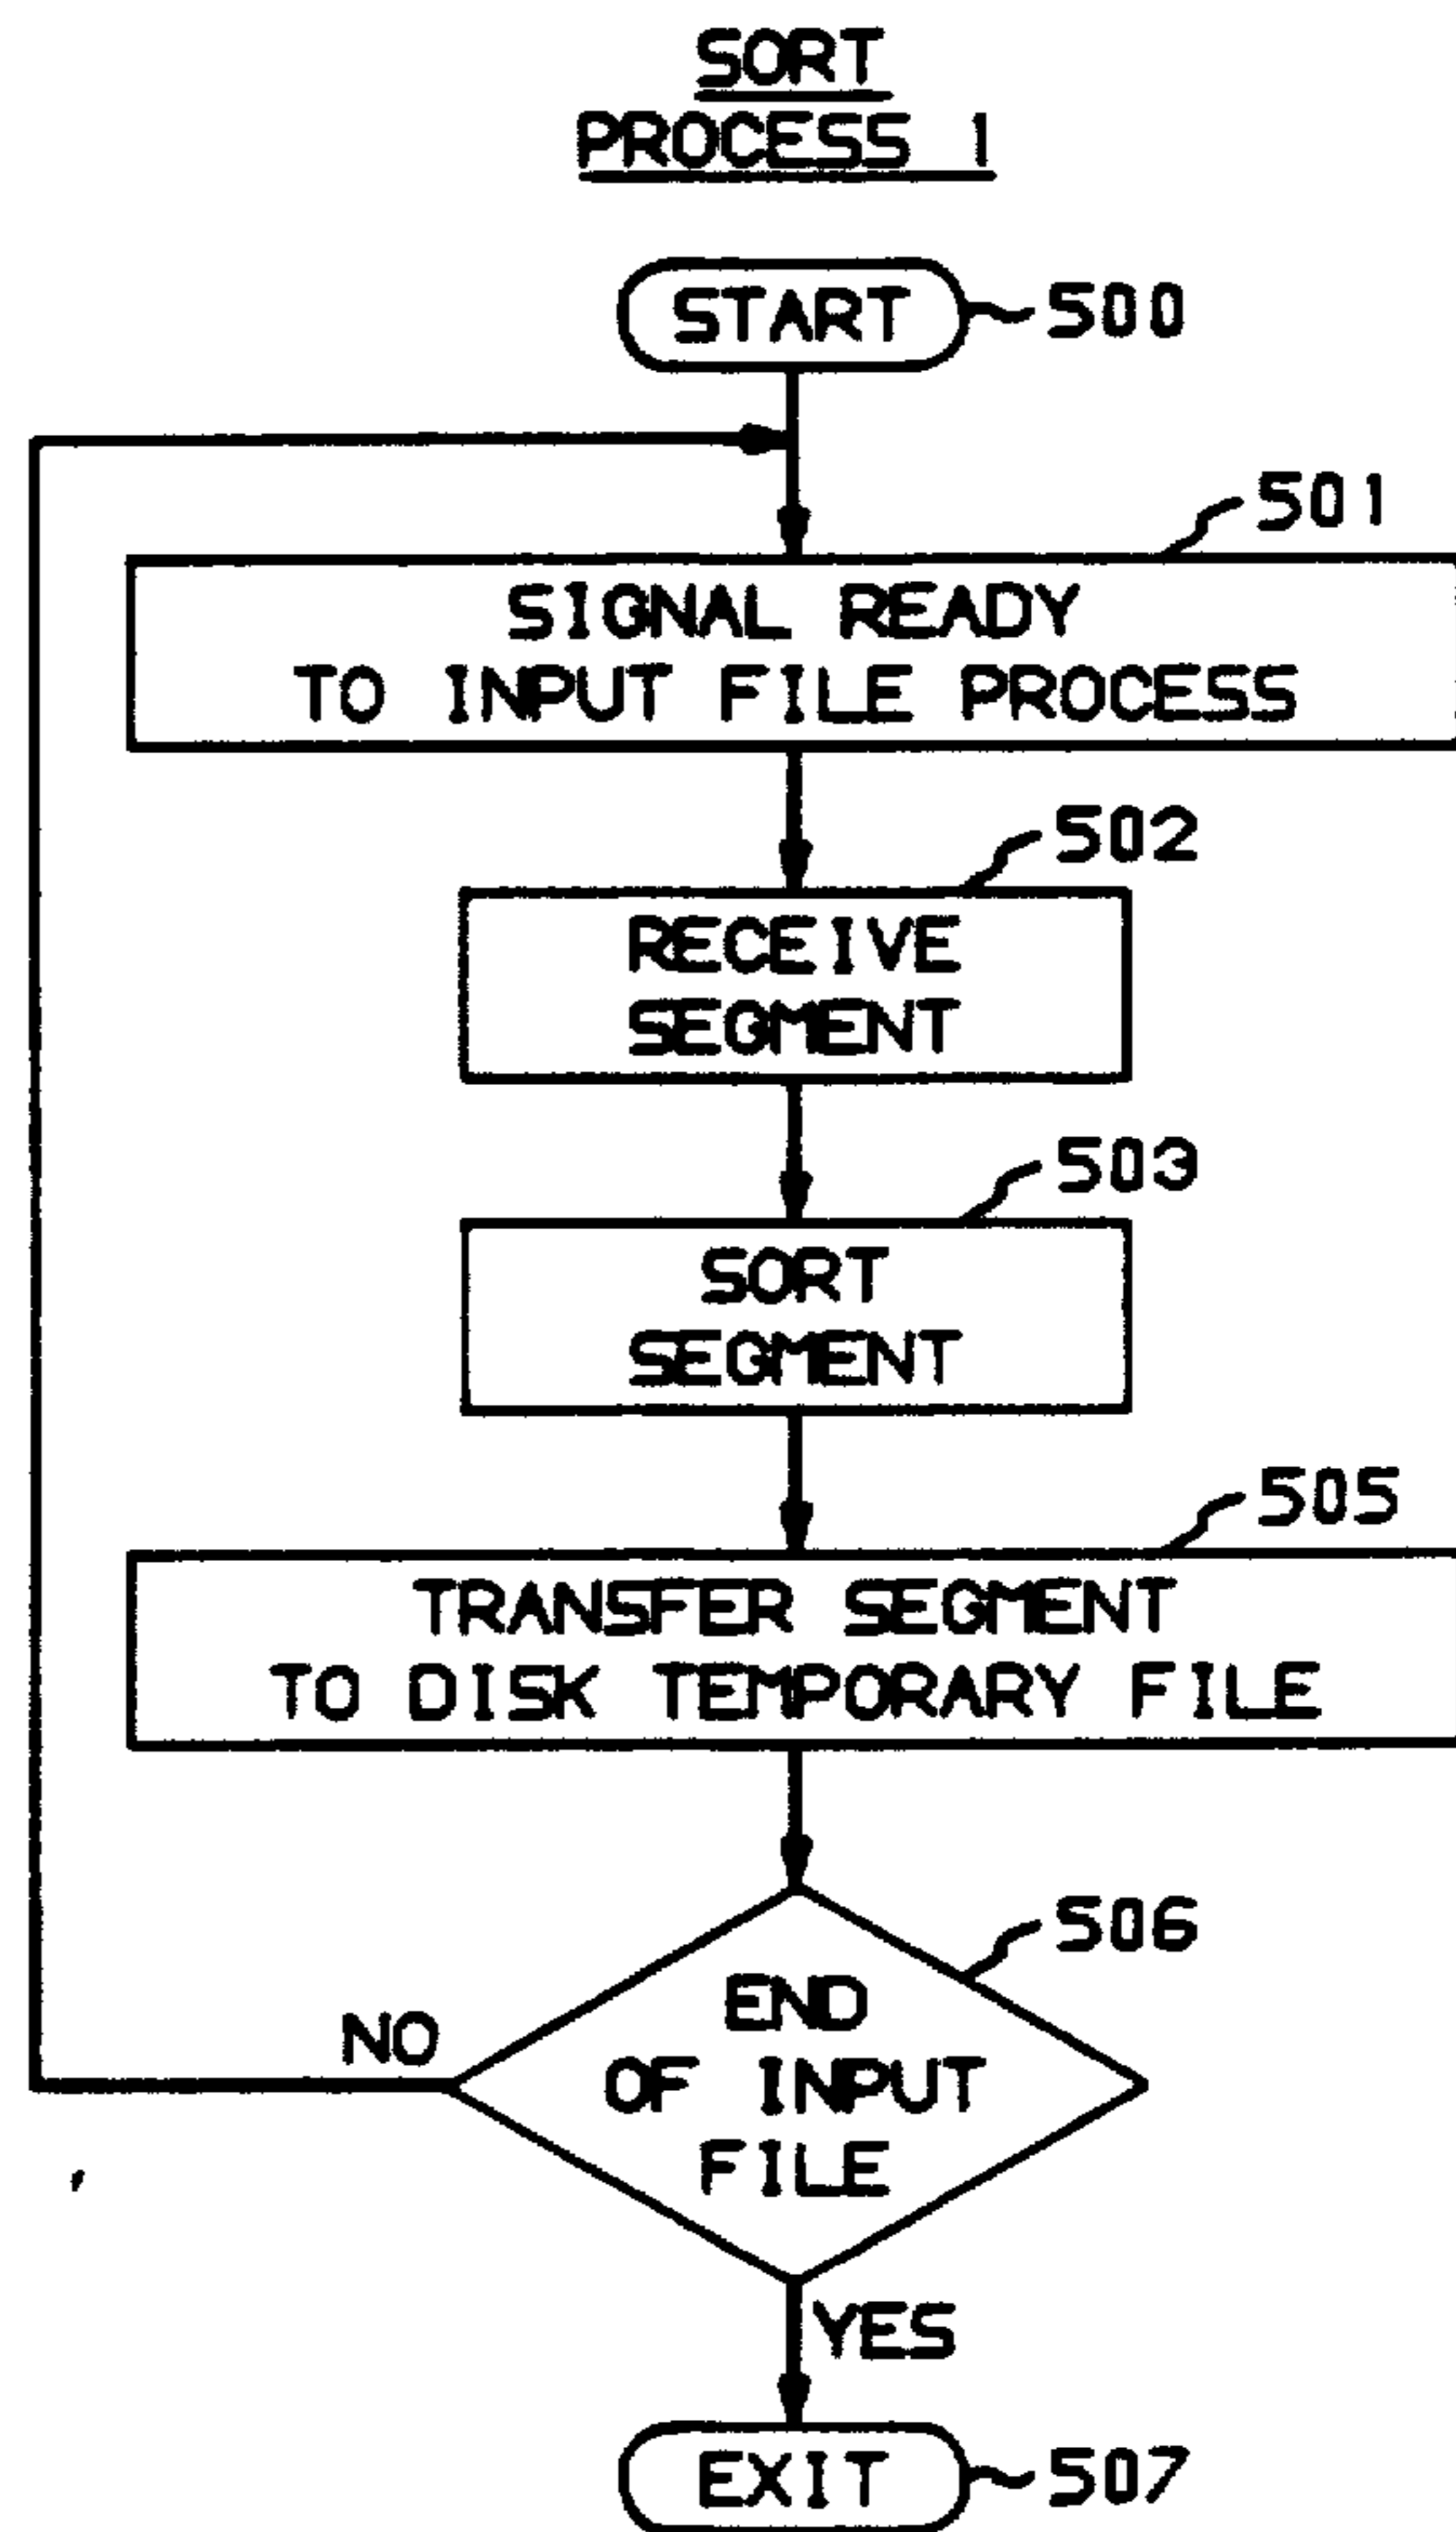 SORT
PROCESS 1
START
500
501
SIGNAL READY
TO INPUT FILE PROCESS
502
RECEIVE
SEGMENT
503
SORT
SEGMENT
505
TRANSFER SEGMENT
TO DISK TEMPORARY FILE
506
END
OF INPUT
FILE
NO
YES
EXIT
507